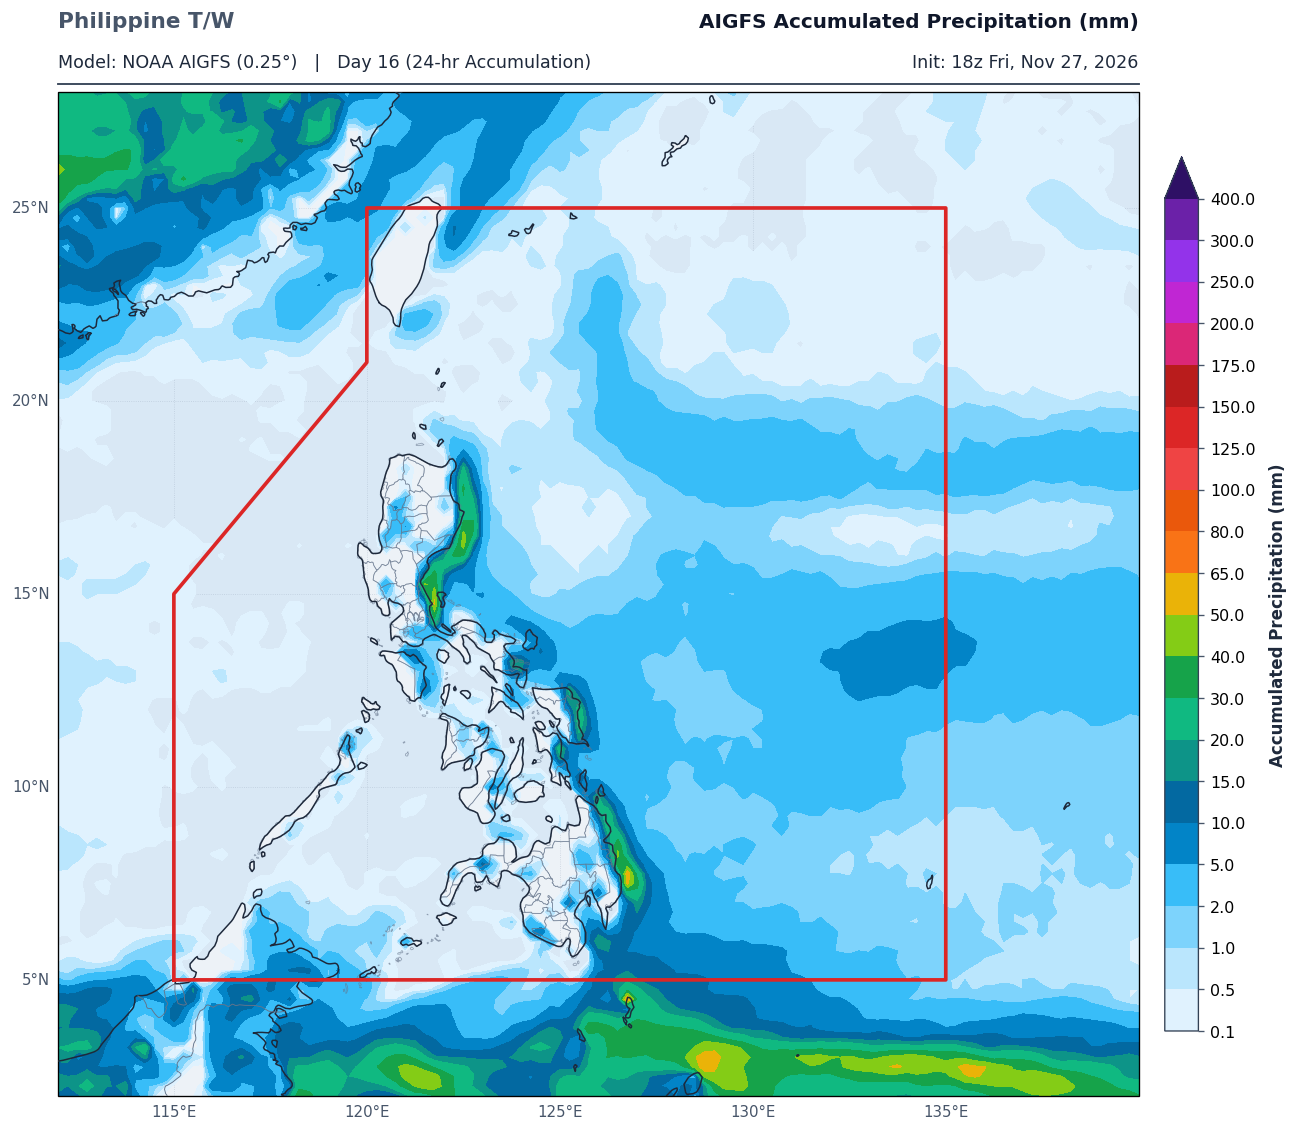 Philippine T/W
AIGFS Accumulated Precipitation (mm)
Model: NOAA AIGFS (0.25°)   |   Day 16 (24-hr Accumulation)
Init: 18z Fri, Nov 27, 2026
25°N
20°N
15°N
10°N
5°N
115°E
120°E
125°E
130°E
135°E
400.0
300.0
250.0
200.0
175.0
150.0
125.0
100.0
80.0
65.0
50.0
40.0
30.0
20.0
15.0
10.0
5.0
2.0
1.0
0.5
0.1
Accumulated Precipitation (mm)